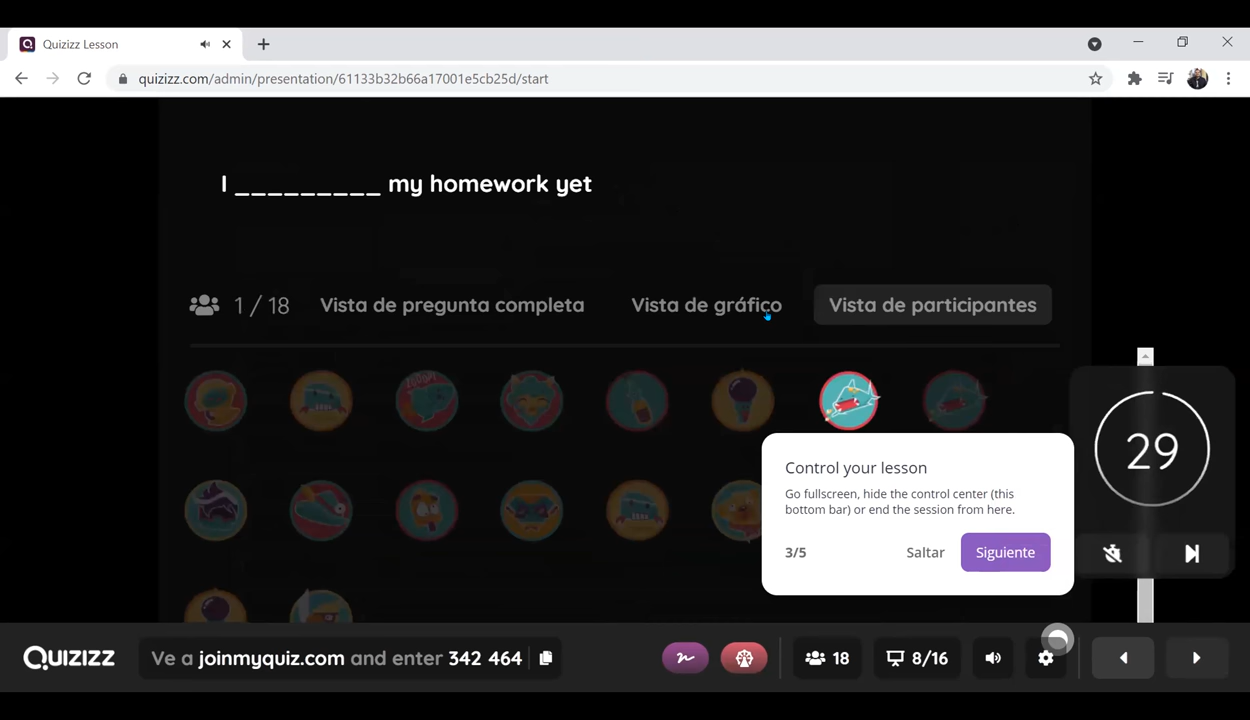 Quizizz Lesson
quizizz.com/admin/presentation/61133b32b66a17001e5cb25d/start
I _________ my homework yet
1 / 18 Vista de pregunta completa Vista de gráfico Vista de participantes
29
Control your lesson
Go fullscreen, hide the control center (this
bottom bar) or end the session from here.
3/5 Saltar Siguiente
QUIZIZZ Ve a joinmyquiz.com and enter 342 464 18 8/16